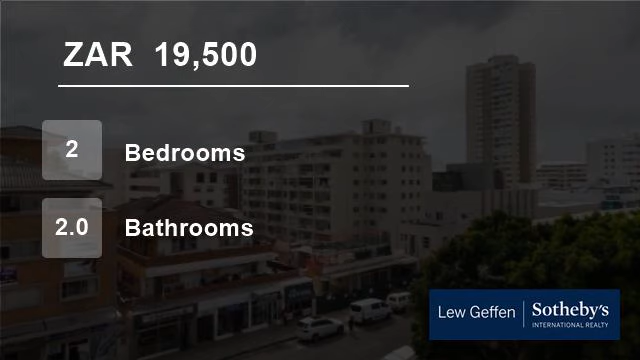 ZAR 19,500
2 Bedrooms
2.0 Bathrooms
Lew Geffen Sotheby's
INTERNATIONAL REALTY